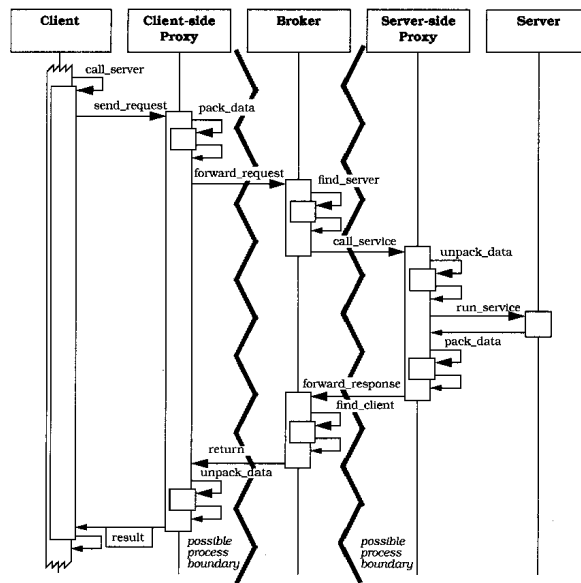 Client
Client-side
Proxy
Broker
Server-side
Proxy
Server
call_server
send_request
pack_data
forward_request
find_server
call_service
unpack_data
run_service
pack_data
forward_response
find_client
return
unpack_data
result
possible
process
boundary
possible
process
boundary